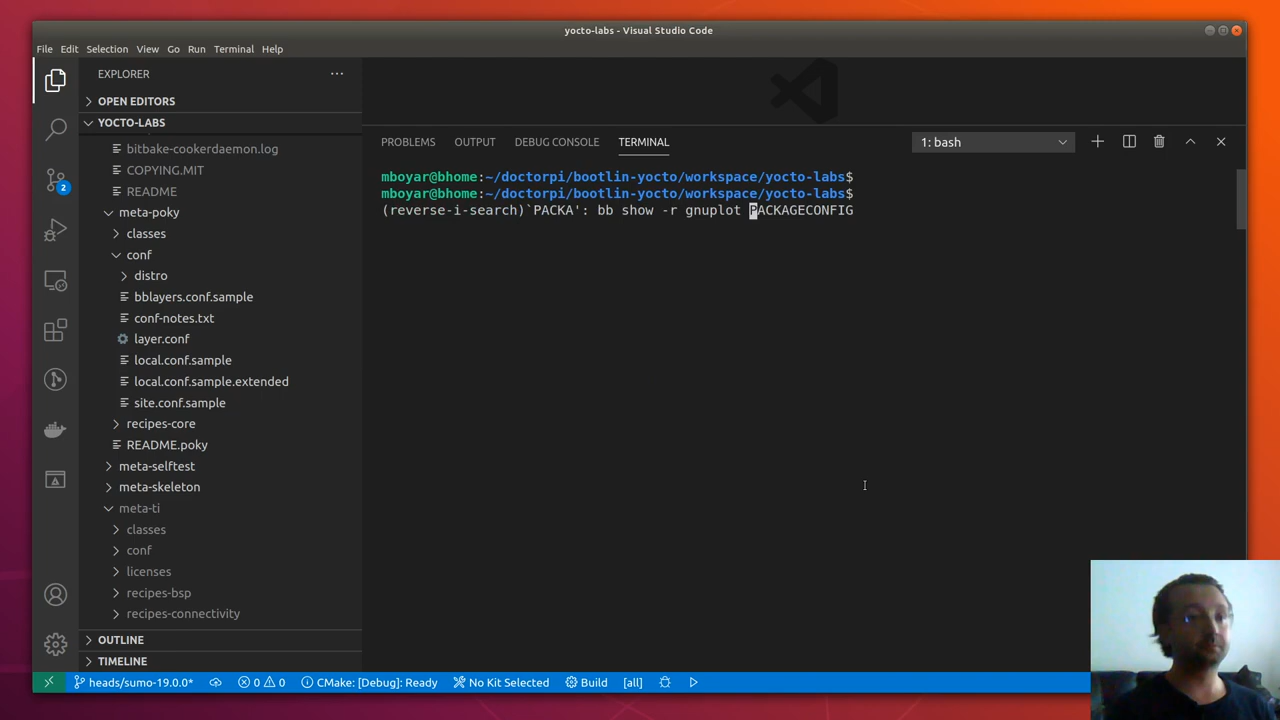 yocto-labs - Visual Studio Code
File Edit Selection View Go Run Terminal Help
EXPLORER
OPEN EDITORS
YOCTO-LABS
bitbake-cookerdaemon.log
COPYING.MIT
README
meta-poky
classes
conf
distro
bblayers.conf.sample
conf-notes.txt
layer.conf
local.conf.sample
local.conf.sample.extended
site.conf.sample
recipes-core
README.poky
meta-selftest
meta-skeleton
meta-ti
classes
conf
licenses
recipes-bsp
recipes-connectivity
OUTLINE
TIMELINE
2
PROBLEMS OUTPUT DEBUG CONSOLE TERMINAL 1: bash
mboyar@bhome:~/doctorpi/bootlin-yocto/workspace/yocto-labs$
mboyar@bhome:~/doctorpi/bootlin-yocto/workspace/yocto-labs$
(reverse-i-search)`PACKA': bb show -r gnuplot PACKAGECONFIG
heads/sumo-19.0.0* 0 0 CMake: [Debug]: Ready No Kit Selected Build [all]